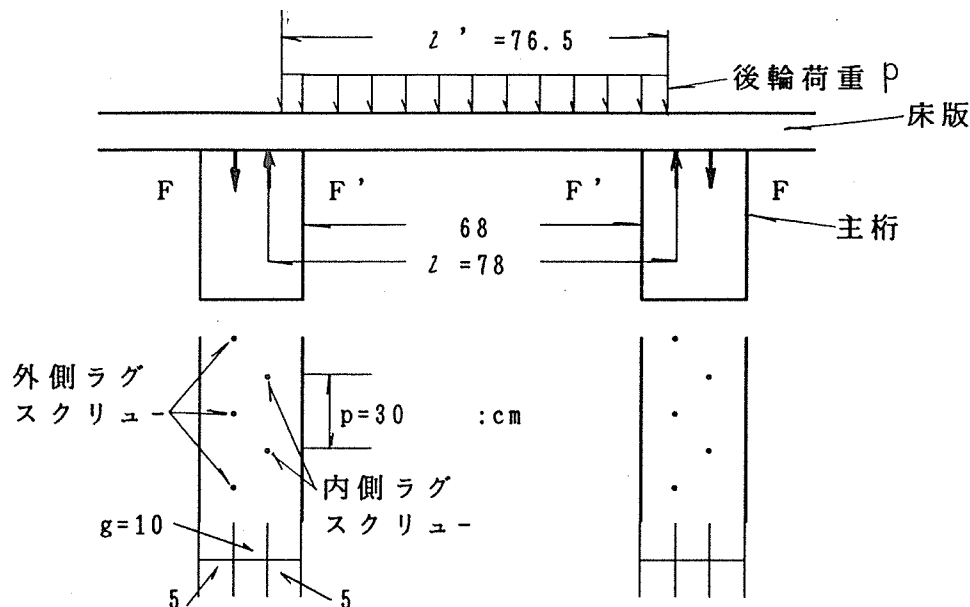 l'=76.5
後輪荷重 p
床版
F
F'
F'
F
主桁
68
l=78
外側ラグ
スクリュー
p=30
:cm
内側ラグ
スクリュー
g=10
5
5